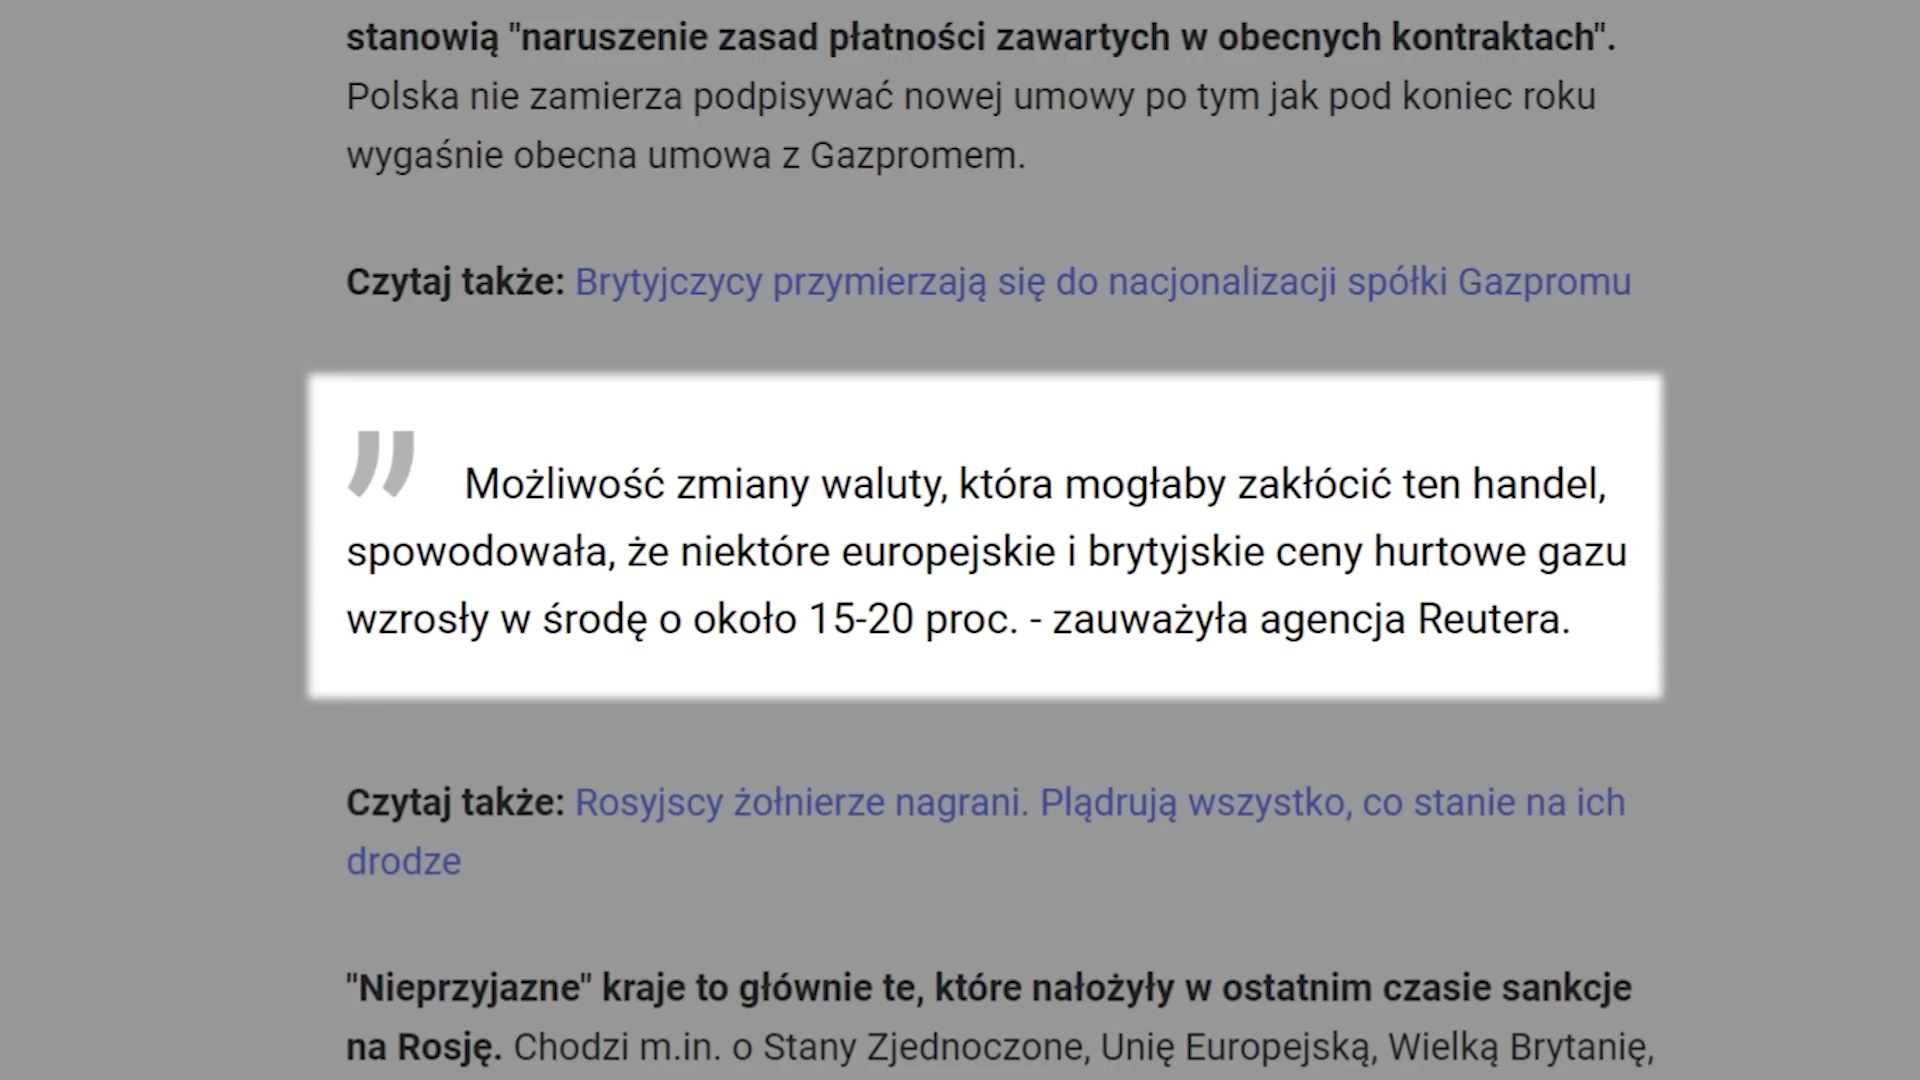 stanowią "naruszenie zasad płatności zawartych w obecnych kontraktach".
Polska nie zamierza podpisywać nowej umowy po tym jak pod koniec roku
wygaśnie obecna umowa z Gazpromem.
Czytaj także: Brytyjczycy przymierzają się do nacjonalizacji spółki Gazpromu
” Możliwość zmiany waluty, która mogłaby zakłócić ten handel,
spowodowała, że niektóre europejskie i brytyjskie ceny hurtowe gazu
wzrosły w środę o około 15-20 proc. - zauważyła agencja Reutera.
Czytaj także: Rosyjscy żołnierze nagrani. Plądrują wszystko, co stanie na ich
drodze
"Nieprzyjazne" kraje to głównie te, które nałożyły w ostatnim czasie sankcje
na Rosję. Chodzi m.in. o Stany Zjednoczone, Unię Europejską, Wielką Brytanię,